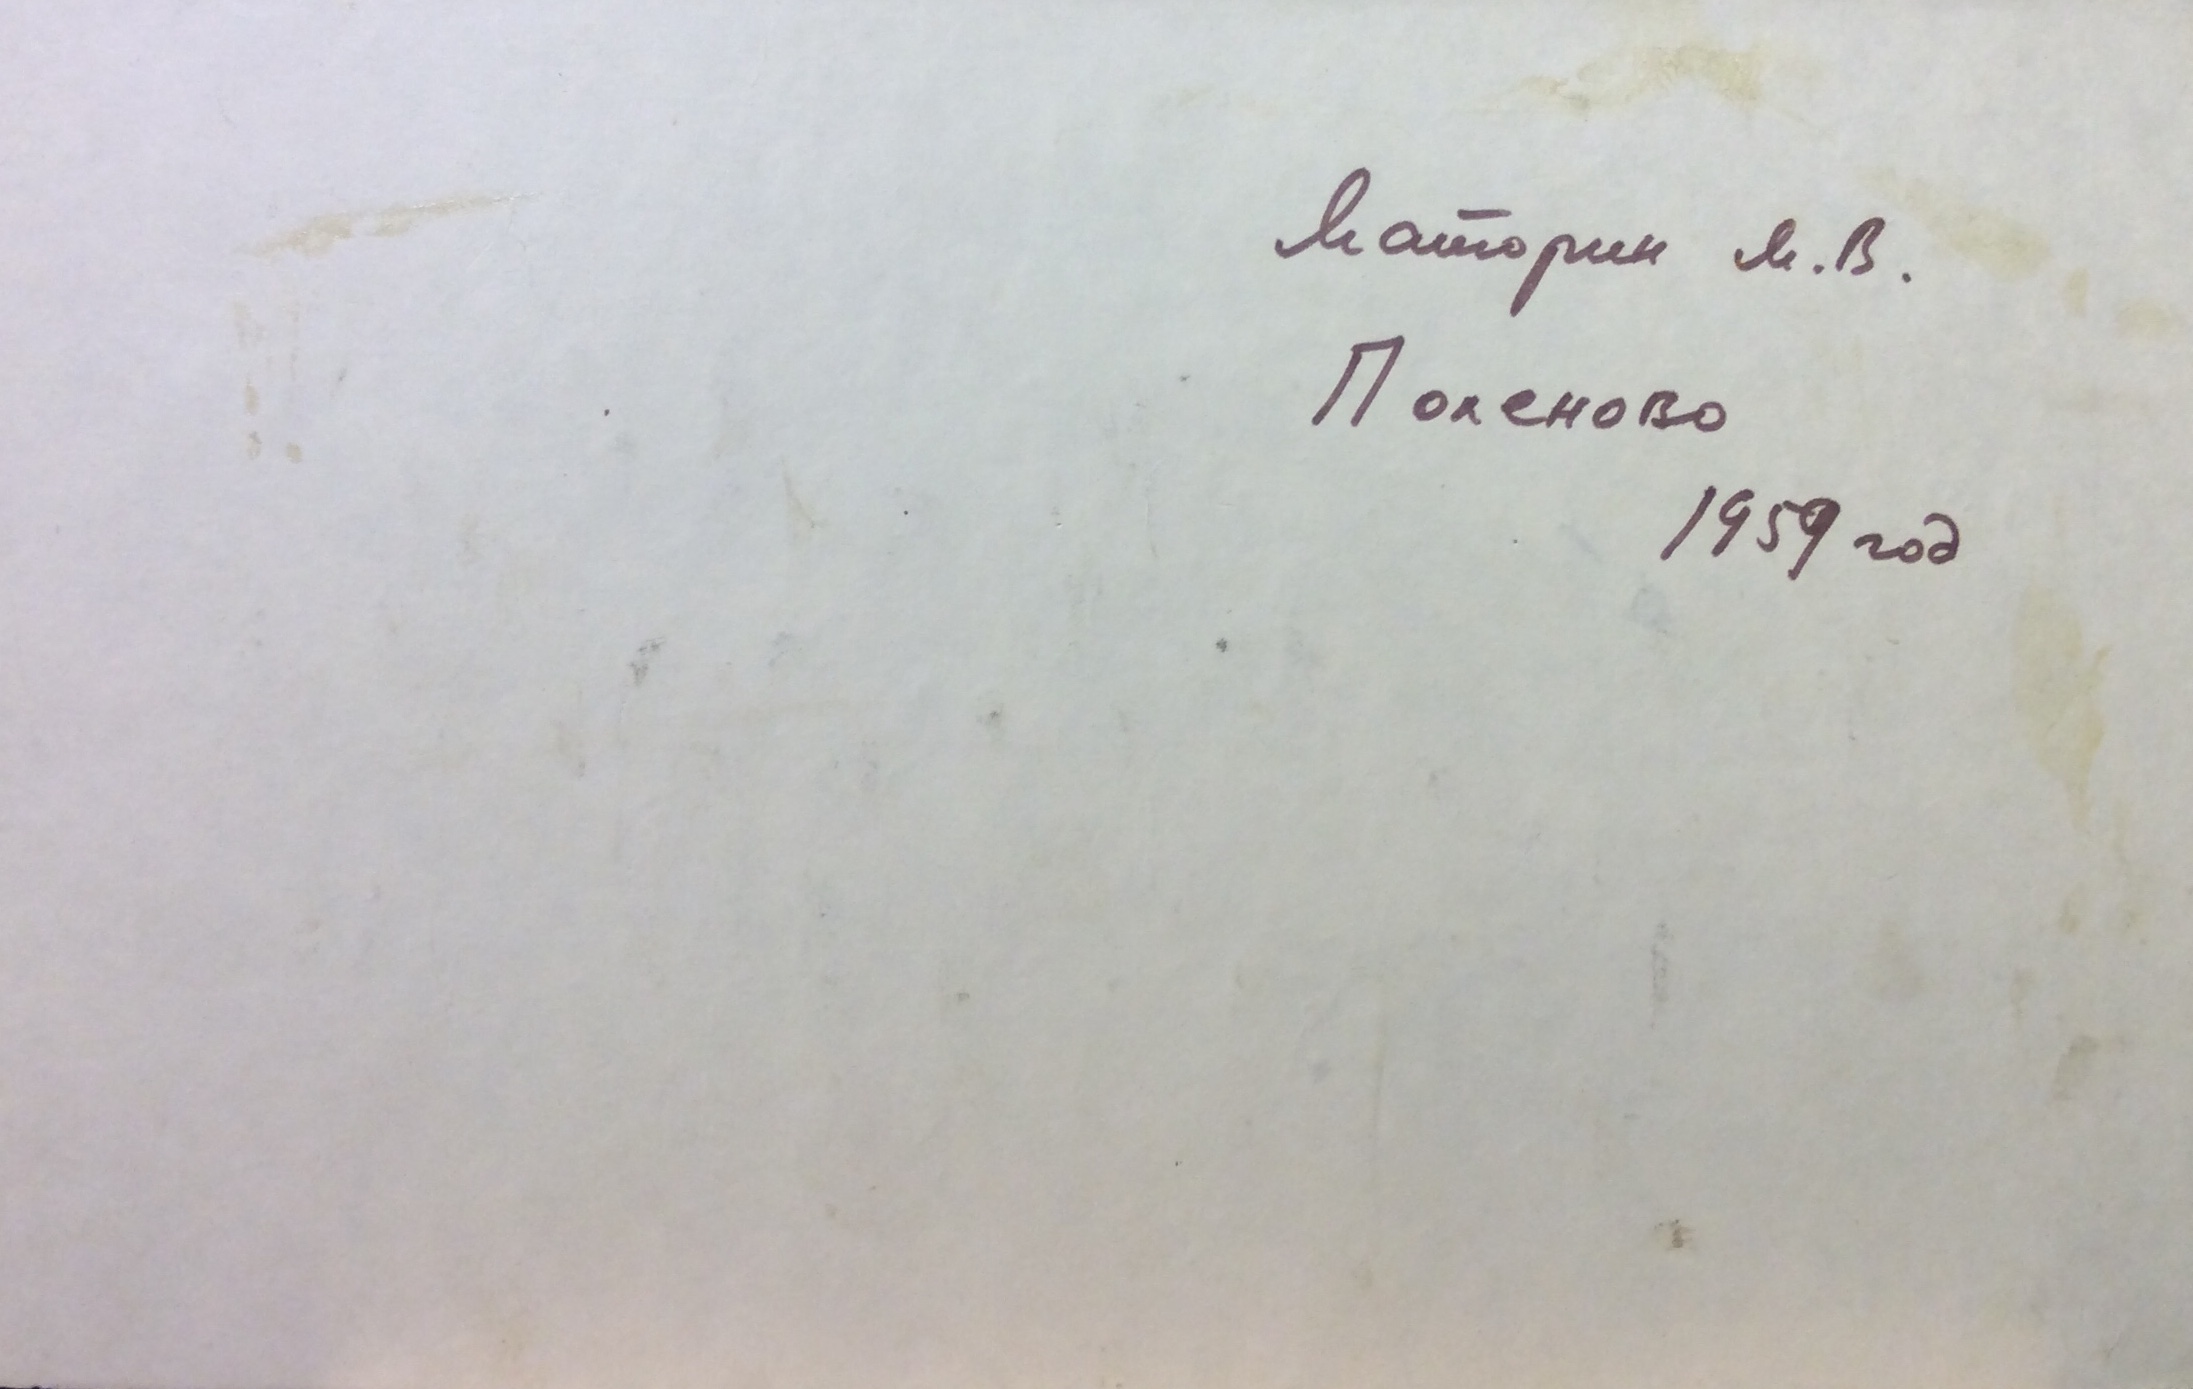 Маторин М.В.
Поленово
1959 год